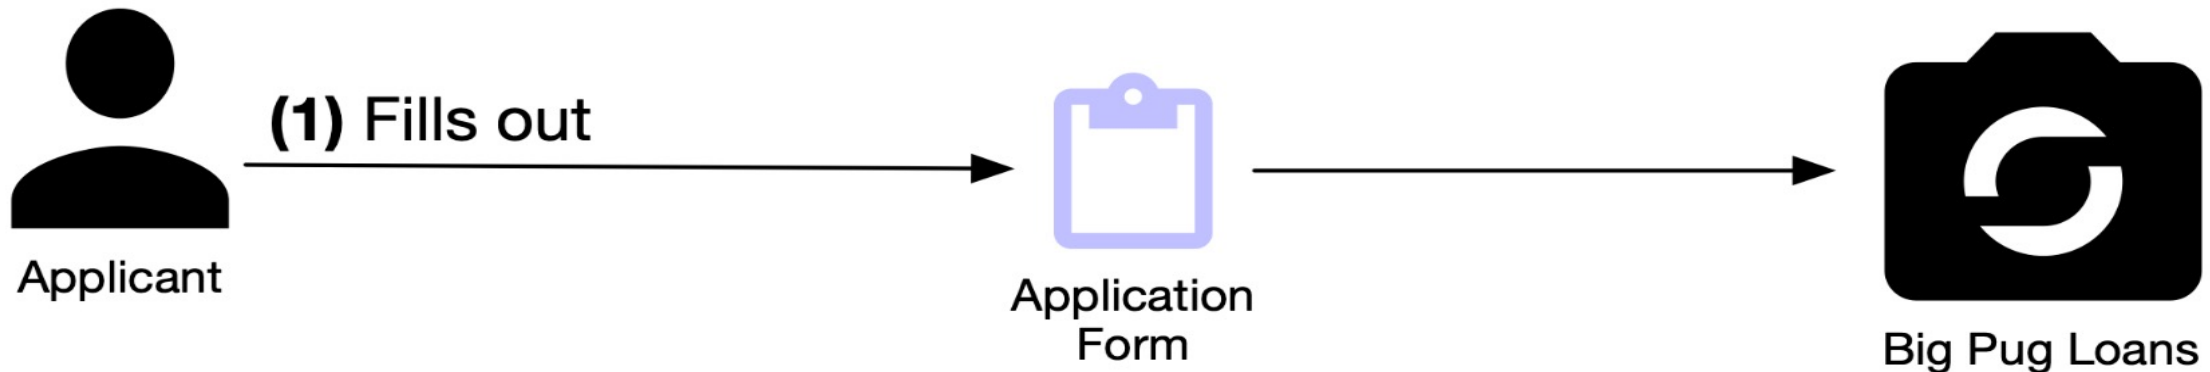 (1) Fills out
Applicant
Application
Form
Big Pug Loans